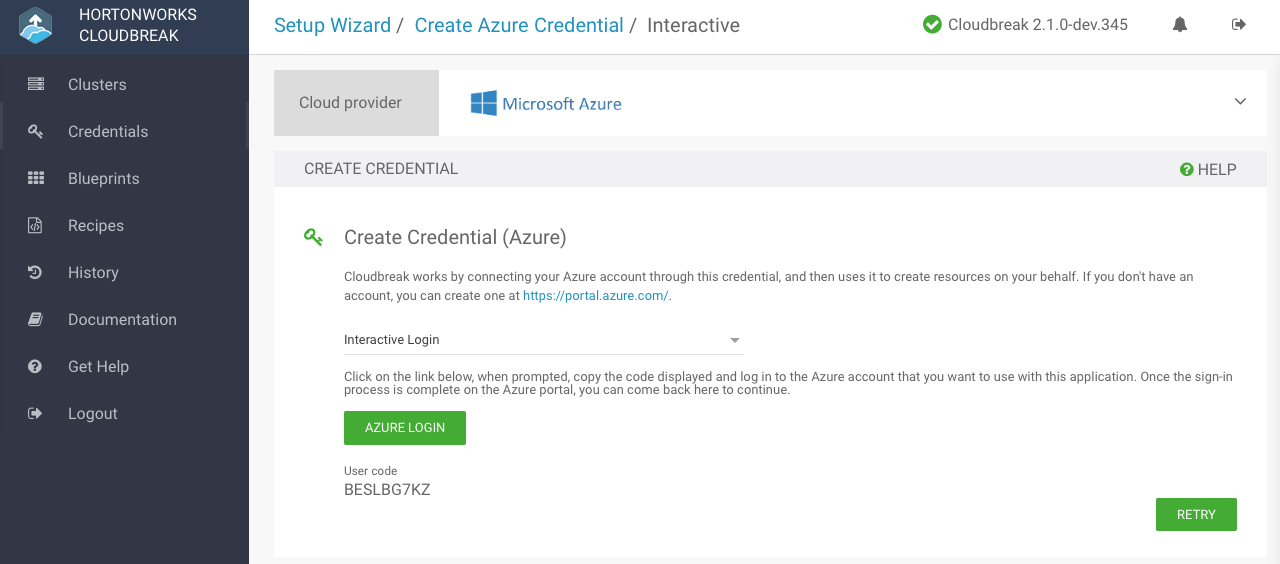 HORTONWORKS
CLOUDBREAK
Clusters
Credentials
Blueprints
Recipes
History
Documentation
Get Help
Logout
Setup Wizard / Create Azure Credential / Interactive
Cloudbreak 2.1.0-dev.345
Cloud provider
Microsoft Azure
CREATE CREDENTIAL
HELP
Create Credential (Azure)
Cloudbreak works by connecting your Azure account through this credential, and then uses it to create resources on your behalf. If you don't have an
account, you can create one at https://portal.azure.com/.
Interactive Login
Click on the link below, when prompted, copy the code displayed and log in to the Azure account that you want to use with this application. Once the sign-in
process is complete on the Azure portal, you can come back here to continue.
AZURE LOGIN
User code
BESLBG7KZ
RETRY